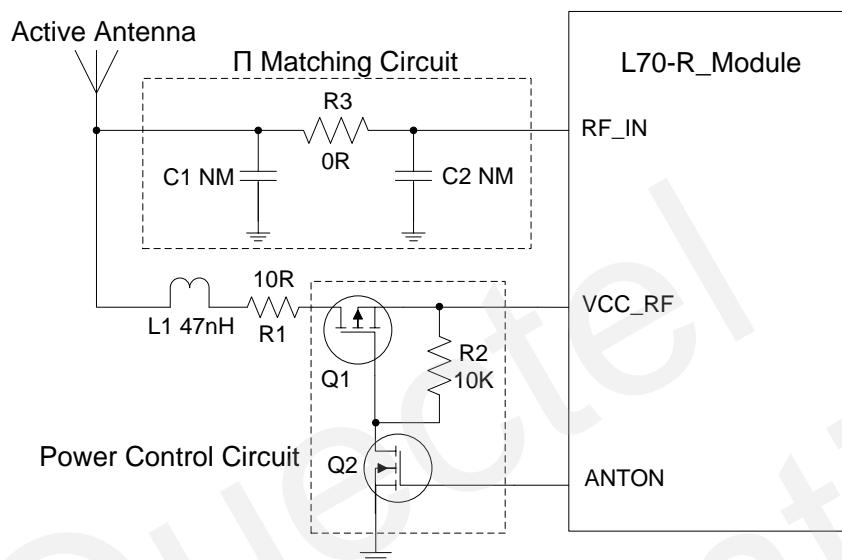 Active Antenna
Π Matching Circuit
L70-R_Module
R3
0R
RF_IN
C1 NM
C2 NM
10R
L1 47nH
R1
VCC_RF
R2
10K
Q1
Power Control Circuit
Q2
ANTON
Quectel